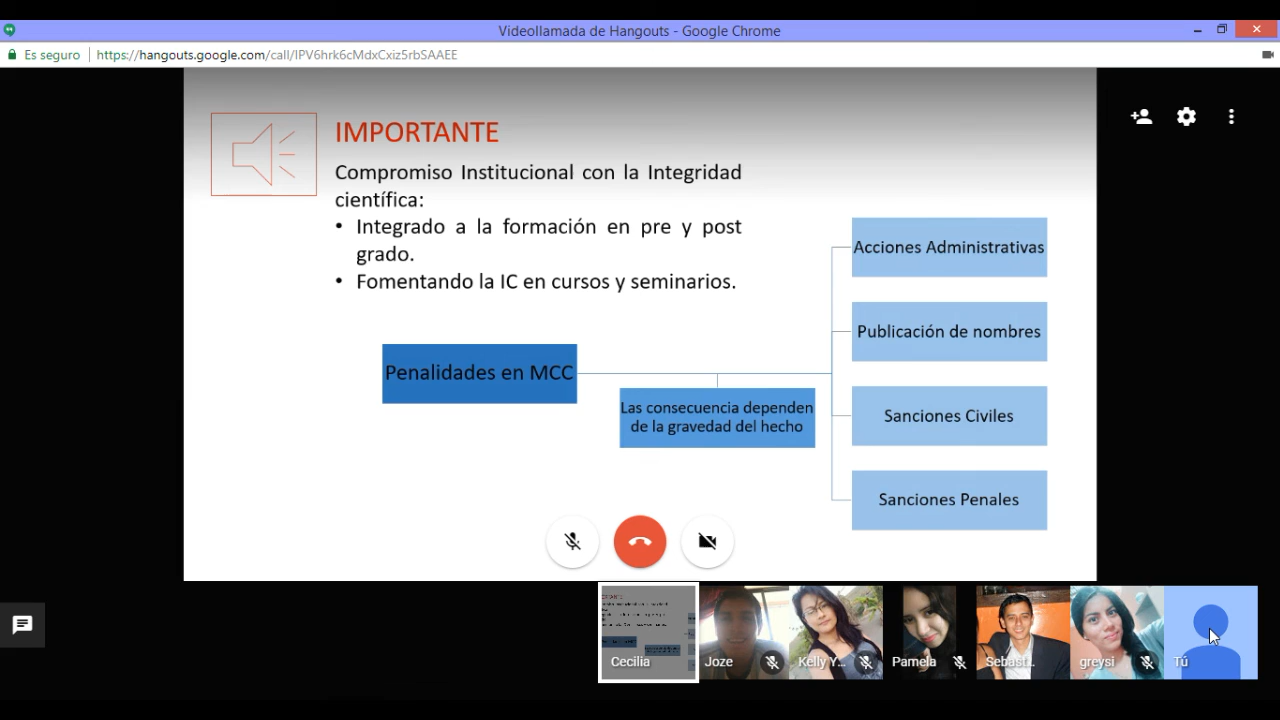 Videollamada de Hangouts - Google Chrome
Es seguro
https://hangouts.google.com/call/IPV6hrk6cMdxCxiz5rbSAAEE
IMPORTANTE
Compromiso Institucional con la Integridad
científica:
• Integrado a la formación en pre y post
grado.
• Fomentando la IC en cursos y seminarios.
Penalidades en MCC
Las consecuencia dependen
de la gravedad del hecho
Acciones Administrativas
Publicación de nombres
Sanciones Civiles
Sanciones Penales
Cecilia
Joze
Kelly Y...
Pamela
Sebast...
greysi
Tú